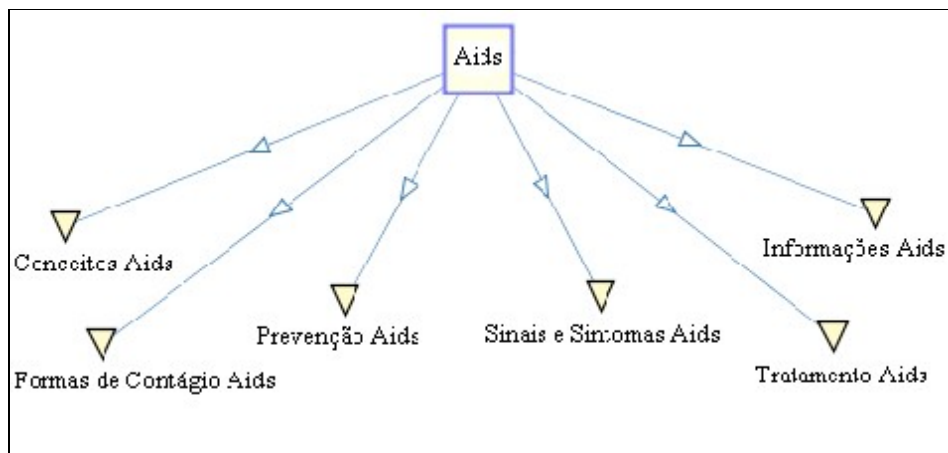 Aids
Conceitos Aids
Informações Aids
Prevenção Aids
Sinais e Sintomas Aids
Formas de Contágio Aids
Tratamento Aids